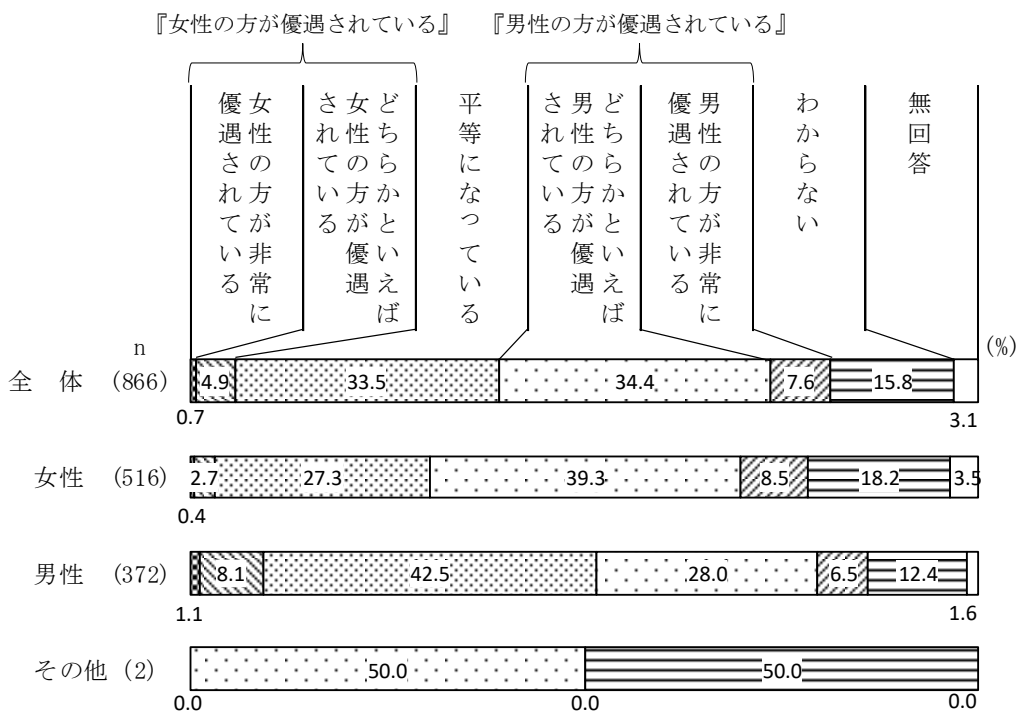 『女性の方が優遇されている』 『男性の方が優遇されている』
女性の方が非常に
優遇されている
どちらかといえば
女性の方が優遇
されている
平等になっている
どちらかといえば
男性の方が優遇
されている
男性の方が非常に
優遇されている
わからない
無回答
n
(%)
全 体 (866) 4.9 33.5 34.4 7.6 15.8
0.7 3.1
女性 (516) 2.7 27.3 39.3 8.5 18.2 3.5
0.4
男性 (372) 8.1 42.5 28.0 6.5 12.4
1.1 1.6
その他 (2) 50.0 50.0
0.0 0.0 0.0